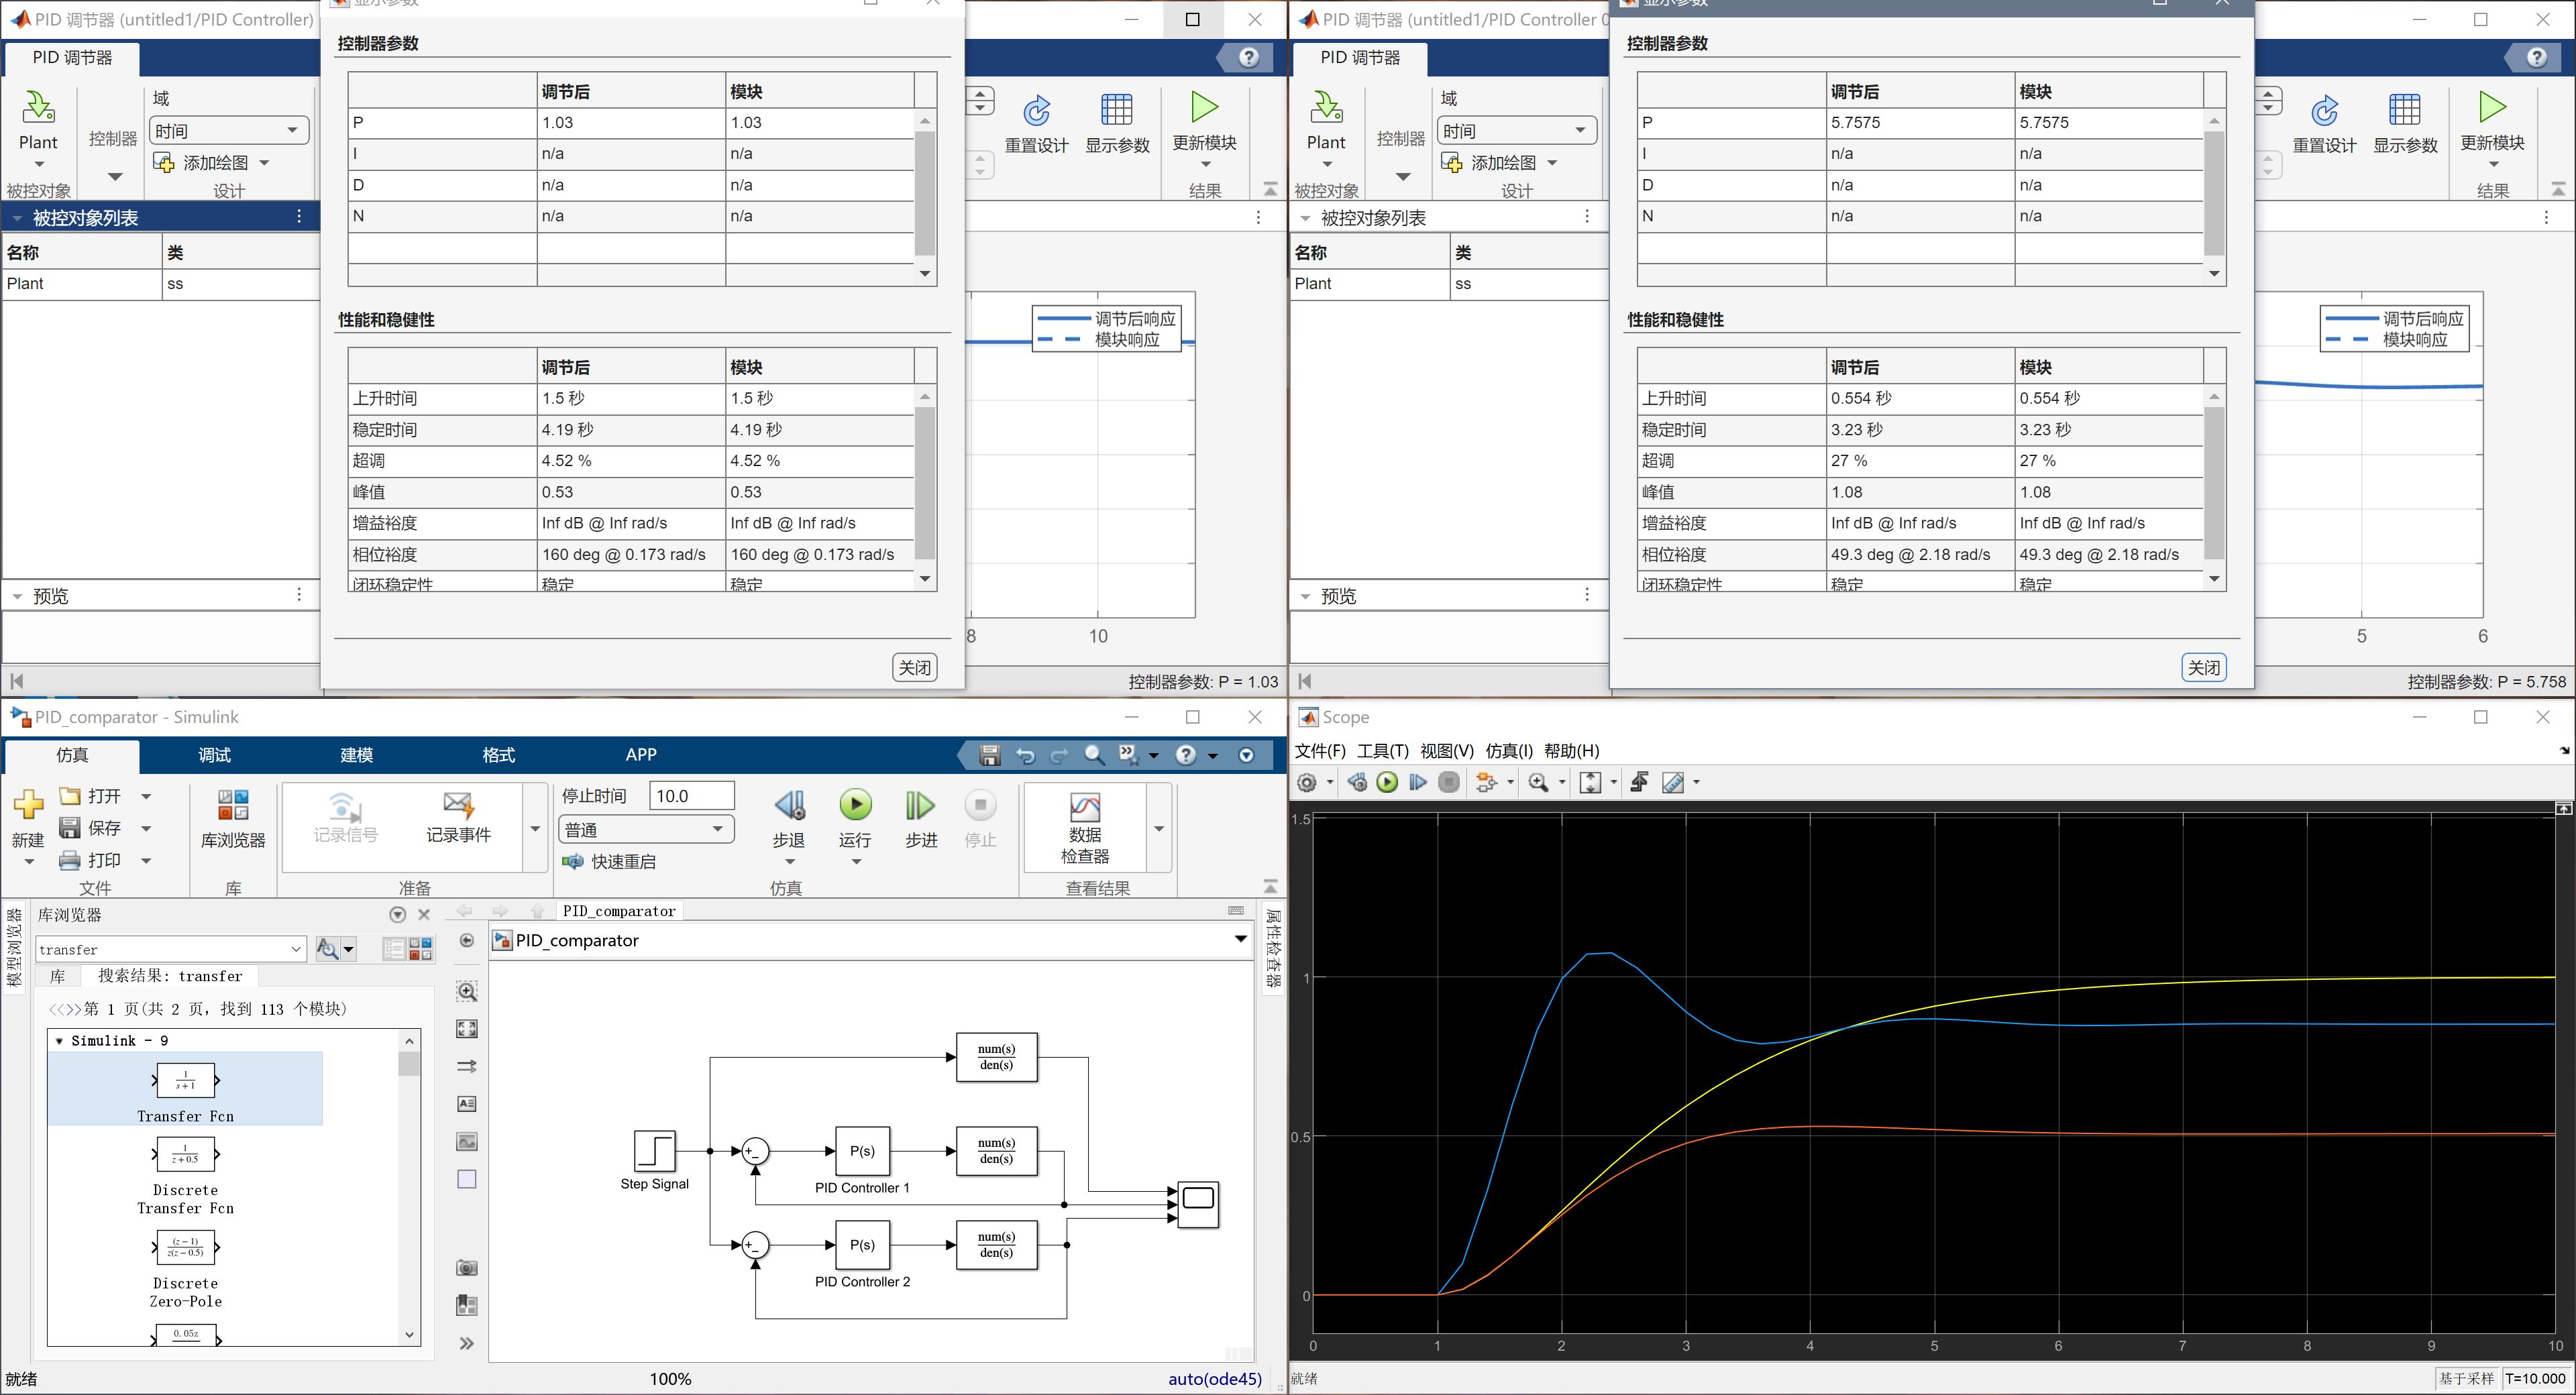 PID 调节器 (untitled1/PID Controller)
显示参数
PID 调节器
Plant
被控对象
控制器
域
时间
添加绘图
设计
重置设计
显示参数
更新模块
结果
被控对象列表
名称 类
Plant ss
预览
控制器参数
调节后 模块
P 1.03 1.03
I n/a n/a
D n/a n/a
N n/a n/a
性能和稳健性
调节后 模块
上升时间 1.5 秒 1.5 秒
稳定时间 4.19 秒 4.19 秒
超调 4.52 % 4.52 %
峰值 0.53 0.53
增益裕度 Inf dB @ Inf rad/s Inf dB @ Inf rad/s
相位裕度 160 deg @ 0.173 rad/s 160 deg @ 0.173 rad/s
闭环稳定性 稳定 稳定
关闭
调节后响应
模块响应
8 10
控制器参数: P = 1.03
PID 调节器 (untitled1/PID Controller
显示参数
PID 调节器
Plant
被控对象
控制器
域
时间
添加绘图
设计
重置设计
显示参数
更新模块
结果
被控对象列表
名称 类
Plant ss
预览
控制器参数
调节后 模块
P 5.7575 5.7575
I n/a n/a
D n/a n/a
N n/a n/a
性能和稳健性
调节后 模块
上升时间 0.554 秒 0.554 秒
稳定时间 3.23 秒 3.23 秒
超调 27 % 27 %
峰值 1.08 1.08
增益裕度 Inf dB @ Inf rad/s Inf dB @ Inf rad/s
相位裕度 49.3 deg @ 2.18 rad/s 49.3 deg @ 2.18 rad/s
闭环稳定性 稳定 稳定
关闭
调节后响应
模块响应
5 6
控制器参数: P = 5.758
PID_comparator - Simulink
仿真 调试 建模 格式 APP
新建
打开
保存
打印
文件
库浏览器
库
记录信号
记录事件
准备
停止时间 10.0
普通
快速重启
步退
运行
步进
停止
仿真
数据
检查器
查看结果
模型浏览器
库浏览器
transfer
库 搜索结果: transfer
<<>>第 1 页(共 2 页, 找到 113 个模块)
Simulink - 9
1
s+1
Transfer Fcn
1
z+0.5
Discrete
Transfer Fcn
(z-1)
z(z-0.5)
Discrete
Zero-Pole
0.05z
PID_comparator
PID_comparator
属性检查器
num(s)
den(s)
Step Signal
P(s)
PID Controller 1
num(s)
den(s)
P(s)
PID Controller 2
num(s)
den(s)
就绪
100%
auto(ode45)
Scope
文件(F) 工具(T) 视图(V) 仿真(I) 帮助(H)
1.5
1
0.5
0
0 1 2 3 4 5 6 7 8 9 10
就绪
基于采样 T=10.000